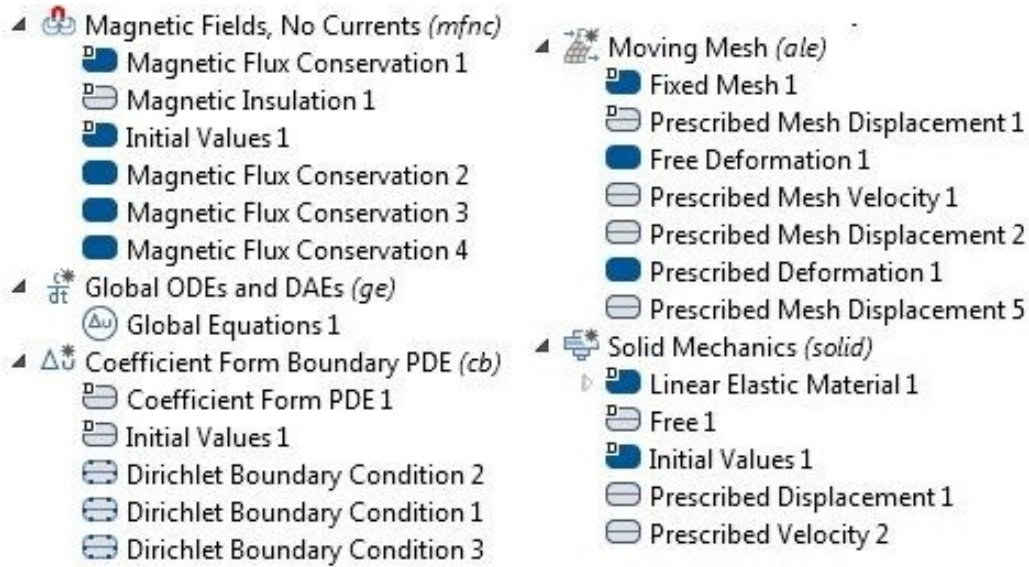 Magnetic Fields, No Currents (mfnc)
Magnetic Flux Conservation 1
Magnetic Insulation 1
Initial Values 1
Magnetic Flux Conservation 2
Magnetic Flux Conservation 3
Magnetic Flux Conservation 4
Global ODEs and DAEs (ge)
Global Equations 1
Coefficient Form Boundary PDE (cb)
Coefficient Form PDE 1
Initial Values 1
Dirichlet Boundary Condition 2
Dirichlet Boundary Condition 1
Dirichlet Boundary Condition 3
Moving Mesh (ale)
Fixed Mesh 1
Prescribed Mesh Displacement 1
Free Deformation 1
Prescribed Mesh Velocity 1
Prescribed Mesh Displacement 2
Prescribed Deformation 1
Prescribed Mesh Displacement 5
Solid Mechanics (solid)
Linear Elastic Material 1
Free 1
Initial Values 1
Prescribed Displacement 1
Prescribed Velocity 2